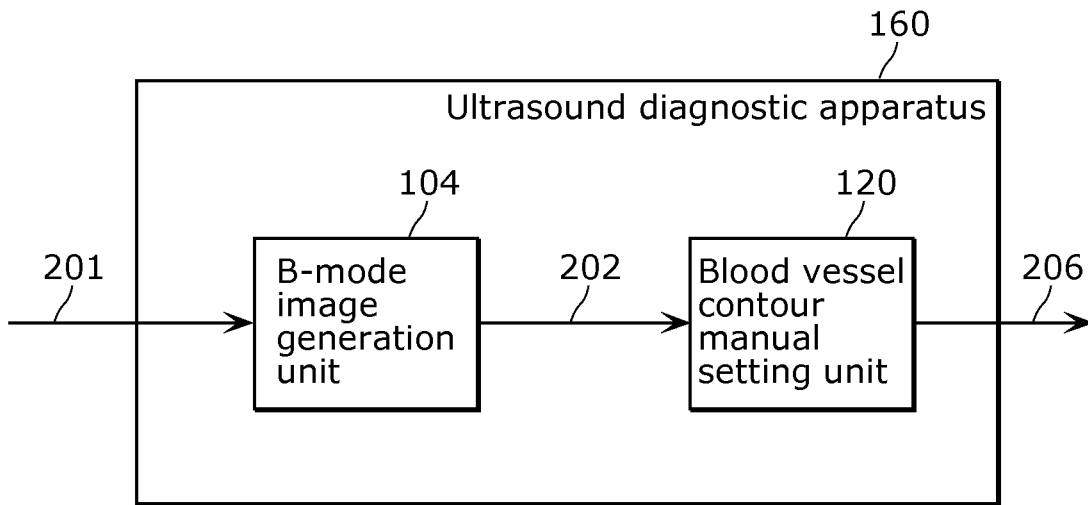 160
Ultrasound diagnostic apparatus
104
120
201
B-mode
image
generation
unit
202
Blood vessel
contour
manual
setting unit
206